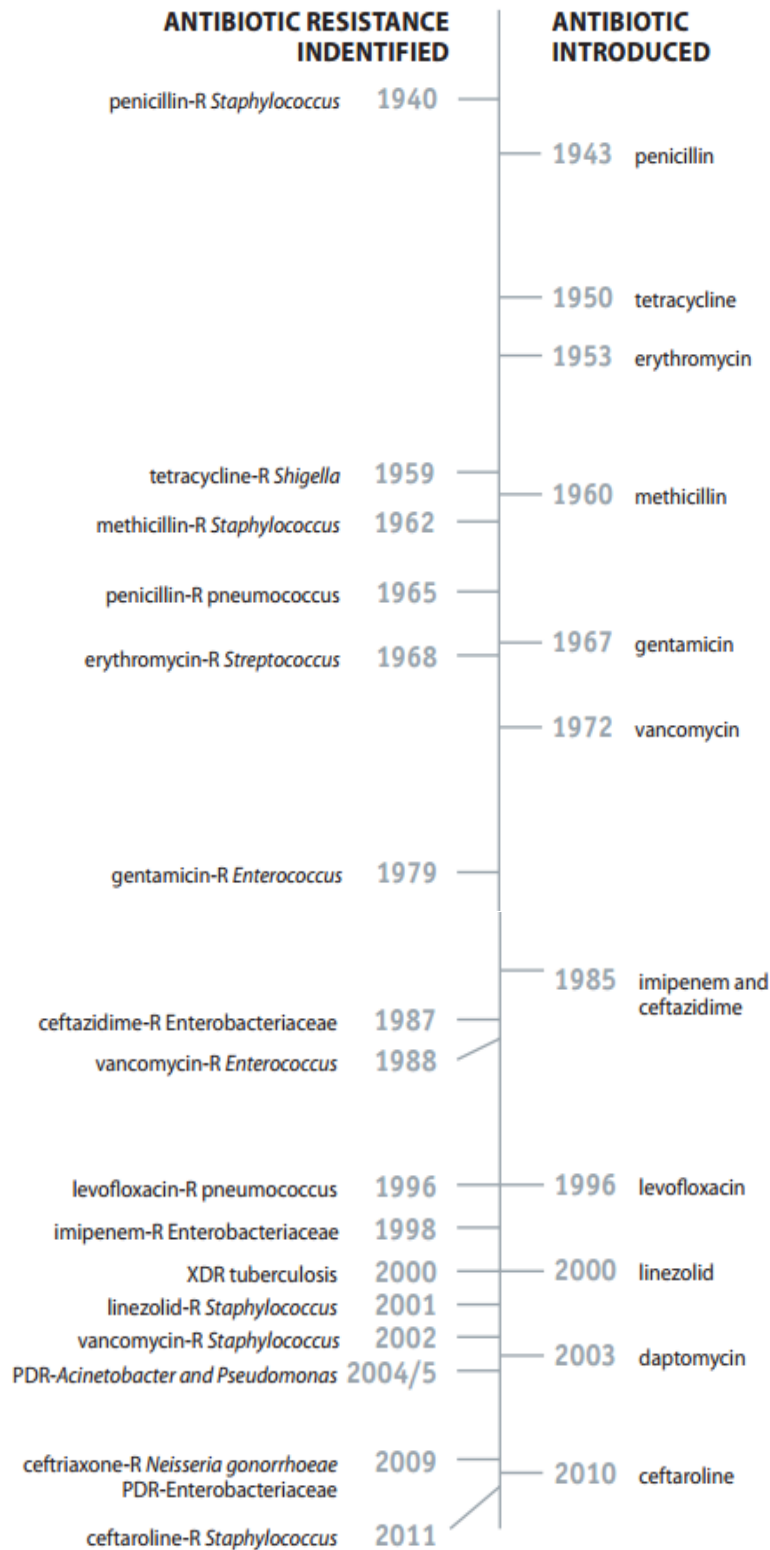 ANTIBIOTIC RESISTANCE
INDENTIFIED
ANTIBIOTIC
INTRODUCED
penicillin-R Staphylococcus 1940
1943 penicillin
1950 tetracycline
1953 erythromycin
tetracycline-R Shigella 1959
1960 methicillin
methicillin-R Staphylococcus 1962
penicillin-R pneumococcus 1965
1967 gentamicin
erythromycin-R Streptococcus 1968
1972 vancomycin
gentamicin-R Enterococcus 1979
1985 imipenem and
ceftazidime
ceftazidime-R Enterobacteriaceae 1987
vancomycin-R Enterococcus 1988
levofloxacin-R pneumococcus 1996
1996 levofloxacin
imipenem-R Enterobacteriaceae 1998
XDR tuberculosis 2000
2000 linezolid
linezolid-R Staphylococcus 2001
vancomycin-R Staphylococcus 2002
2003 daptomycin
PDR-Acinetobacter and Pseudomonas 2004/5
ceftriaxone-R Neisseria gonorrhoeae 2009
PDR-Enterobacteriaceae
2010 ceftaroline
ceftaroline-R Staphylococcus 2011